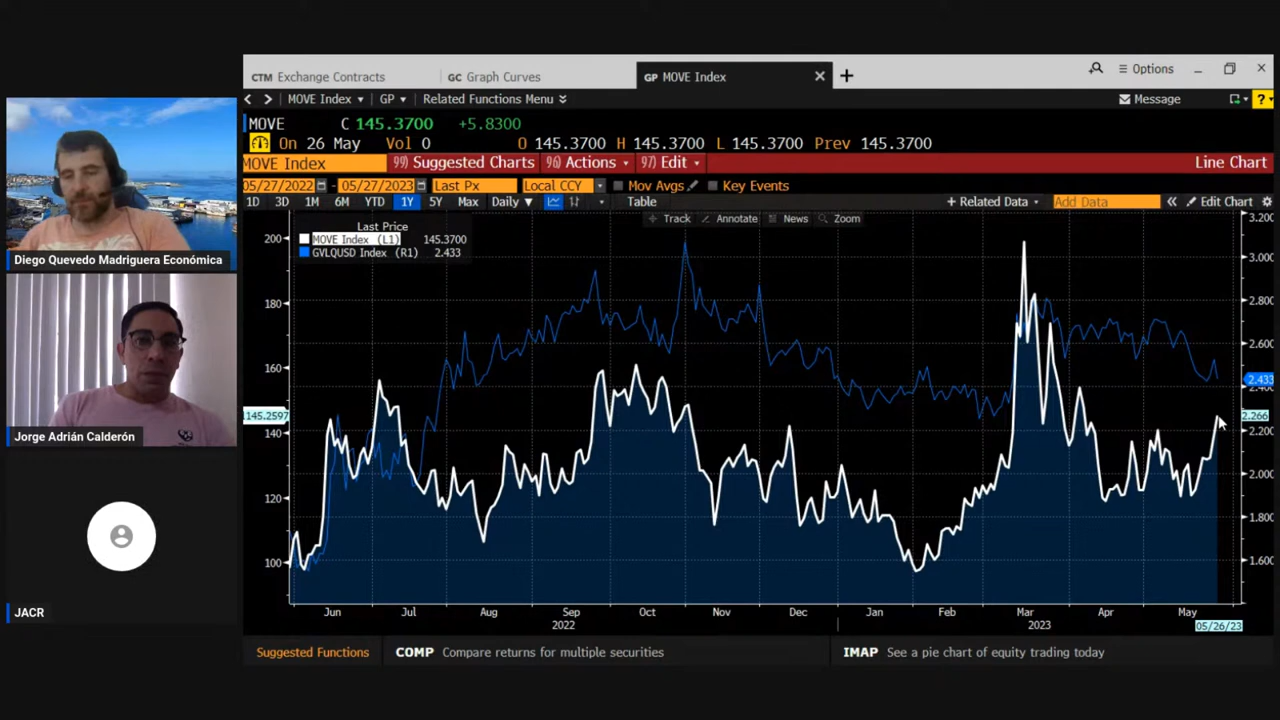 CTM Exchange Contracts
GC Graph Curves
GP MOVE Index
Options
MOVE Index GP Related Functions Menu
Message
MOVE C 145.3700 +5.8300
On 26 May Vol 0 O 145.3700 H 145.3700 L 145.3700 Prev 145.3700
MOVE Index 99) Suggested Charts 96) Actions 97) Edit Line Chart
05/27/2022 - 05/27/2023 Last Px Local CCY Mov Avgs Key Events
1D 3D 1M 6M YTD 1Y 5Y Max Daily Table + Related Data Add Data Edit Chart
Track Annotate News Zoom
Last Price
MOVE Index (L1) 145.3700
GVLQUSD Index (R1) 2.433
200
180
160
145.2597
140
120
100
3.200
3.000
2.800
2.600
2.433
2.400
2.266
2.200
2.000
1.800
1.600
Jun Jul Aug Sep Oct Nov Dec Jan Feb Mar Apr May
2022 2023 05/26/23
Suggested Functions COMP Compare returns for multiple securities IMAP See a pie chart of equity trading today
Diego Quevedo Madriguera Económica
Jorge Adrián Calderón
JACR